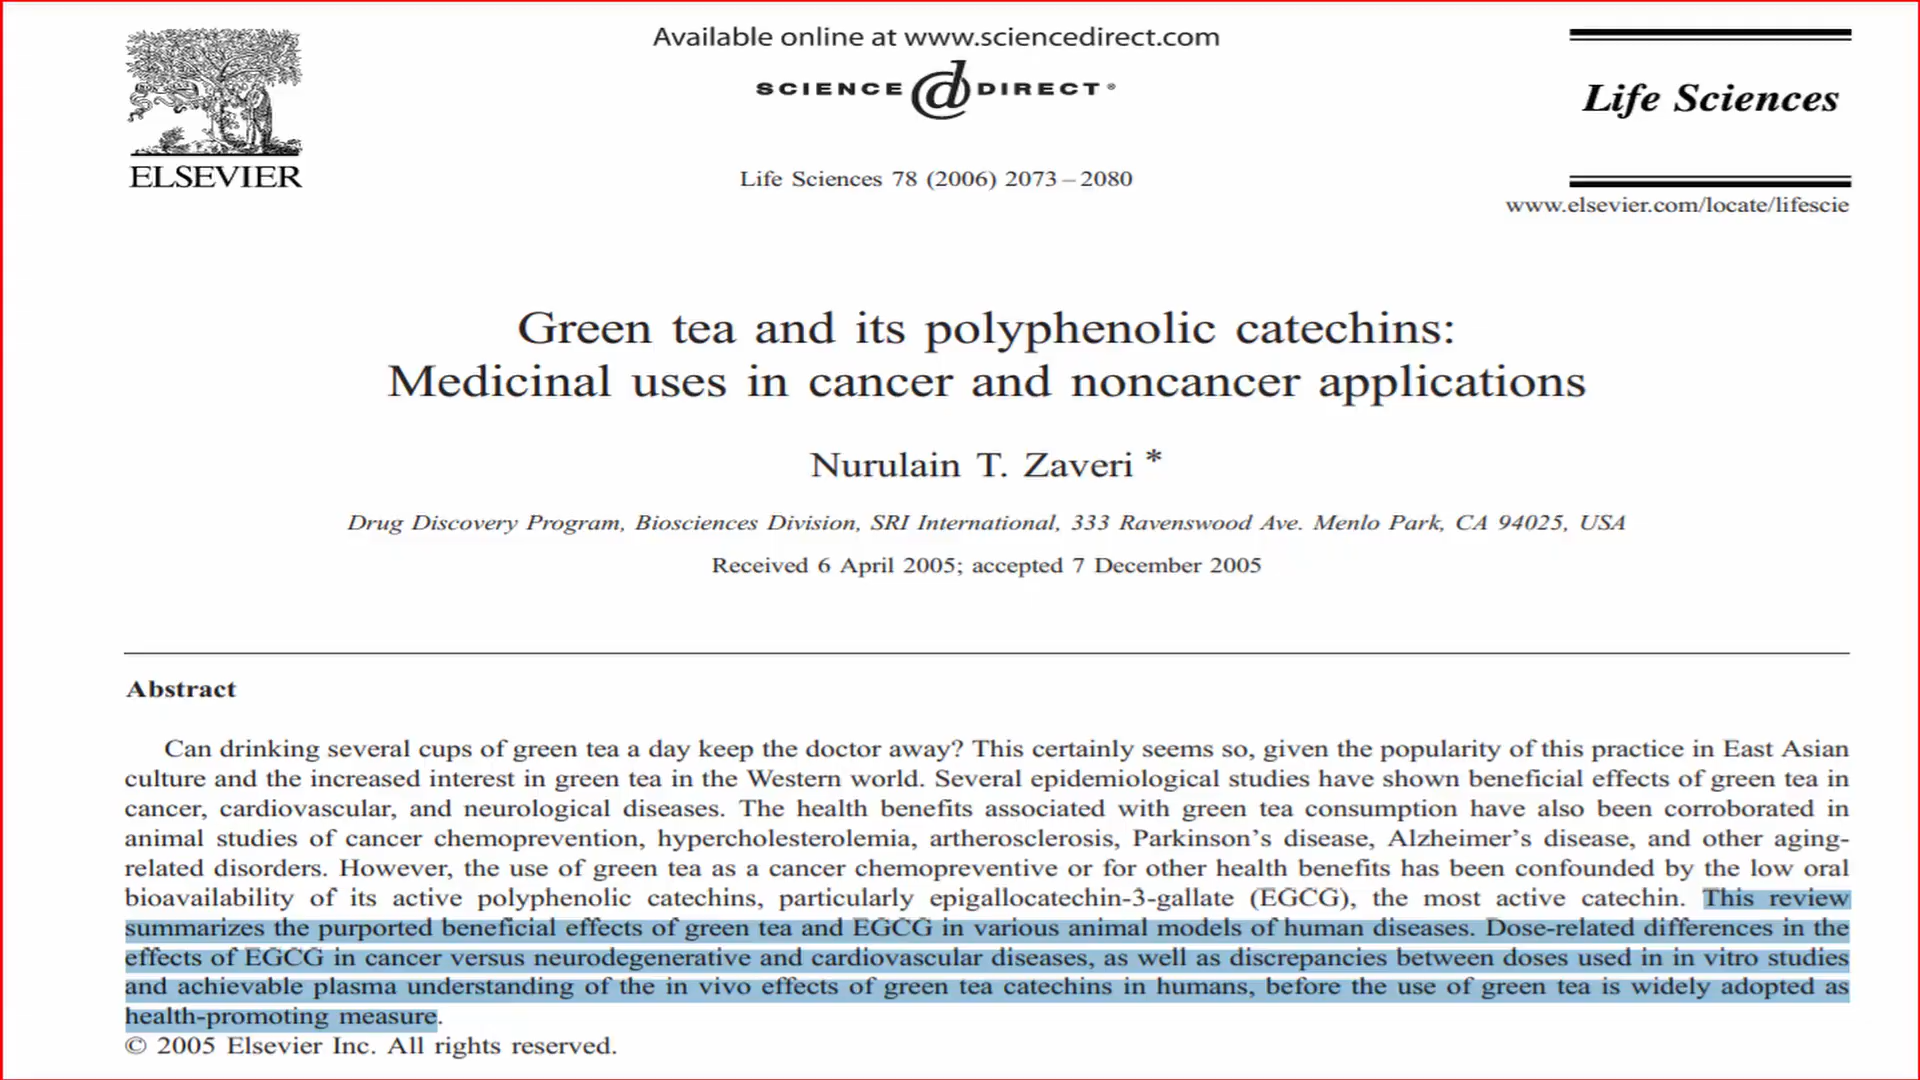 Available online at www.sciencedirect.com
SCIENCE DIRECT®
ELSEVIER
Life Sciences
Life Sciences 78 (2006) 2073 – 2080
www.elsevier.com/locate/lifescie
Green tea and its polyphenolic catechins:
Medicinal uses in cancer and noncancer applications
Nurulain T. Zaveri *
Drug Discovery Program, Biosciences Division, SRI International, 333 Ravenswood Ave. Menlo Park, CA 94025, USA
Received 6 April 2005; accepted 7 December 2005
Abstract
Can drinking several cups of green tea a day keep the doctor away? This certainly seems so, given the popularity of this practice in East Asian
culture and the increased interest in green tea in the Western world. Several epidemiological studies have shown beneficial effects of green tea in
cancer, cardiovascular, and neurological diseases. The health benefits associated with green tea consumption have also been corroborated in
animal studies of cancer chemoprevention, hypercholesterolemia, artherosclerosis, Parkinson's disease, Alzheimer's disease, and other aging-
related disorders. However, the use of green tea as a cancer chemopreventive or for other health benefits has been confounded by the low oral
bioavailability of its active polyphenolic catechins, particularly epigallocatechin-3-gallate (EGCG), the most active catechin. This review
summarizes the purported beneficial effects of green tea and EGCG in various animal models of human diseases. Dose-related differences in the
effects of EGCG in cancer versus neurodegenerative and cardiovascular diseases, as well as discrepancies between doses used in in vitro studies
and achievable plasma understanding of the in vivo effects of green tea catechins in humans, before the use of green tea is widely adopted as
health-promoting measure.
© 2005 Elsevier Inc. All rights reserved.